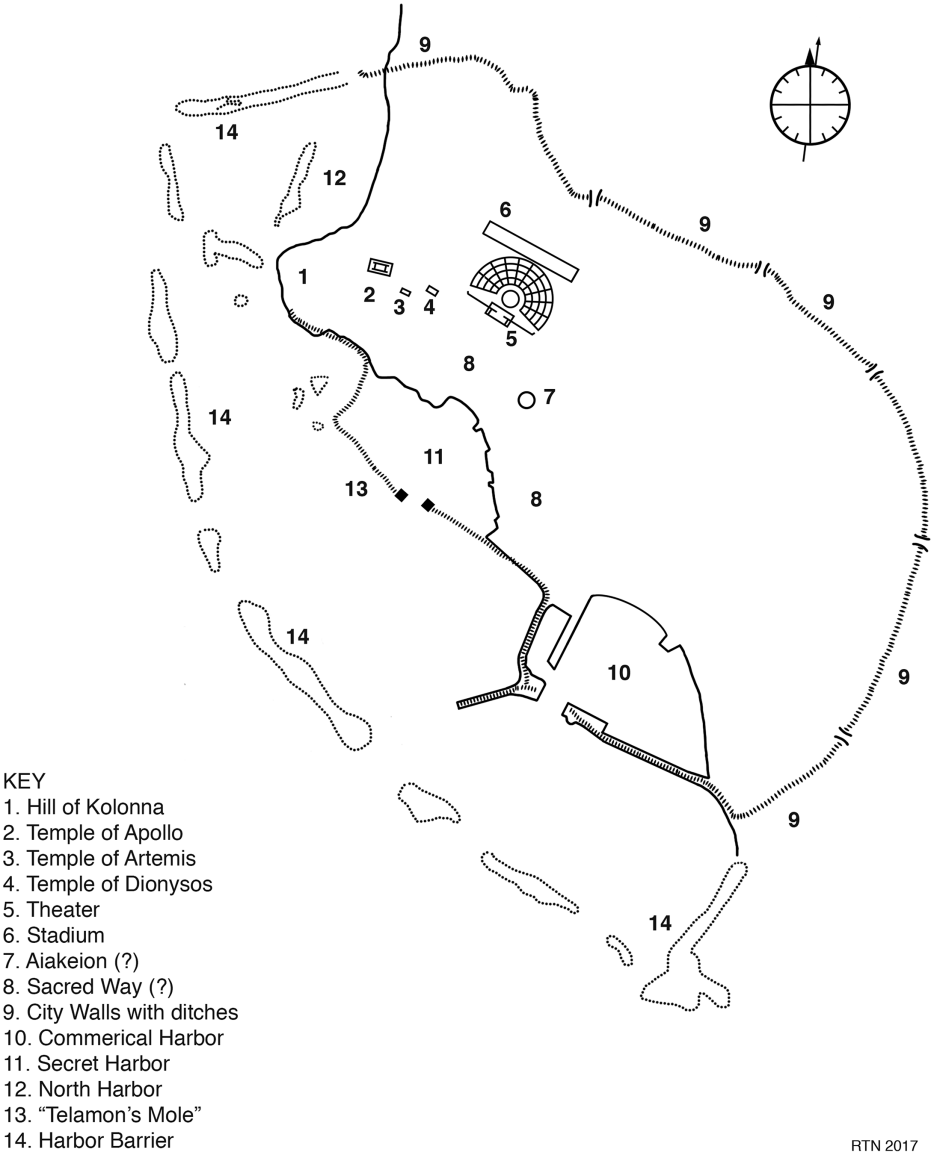 9
14
12
6
9
1
2
3
4
9
5
8
7
14
11
13
8
14
10
9
9
14
KEY
1. Hill of Kolonna
2. Temple of Apollo
3. Temple of Artemis
4. Temple of Dionysos
5. Theater
6. Stadium
7. Aiakeion (?)
8. Sacred Way (?)
9. City Walls with ditches
10. Commerical Harbor
11. Secret Harbor
12. North Harbor
13. “Telamon’s Mole”
14. Harbor Barrier
RTN 2017